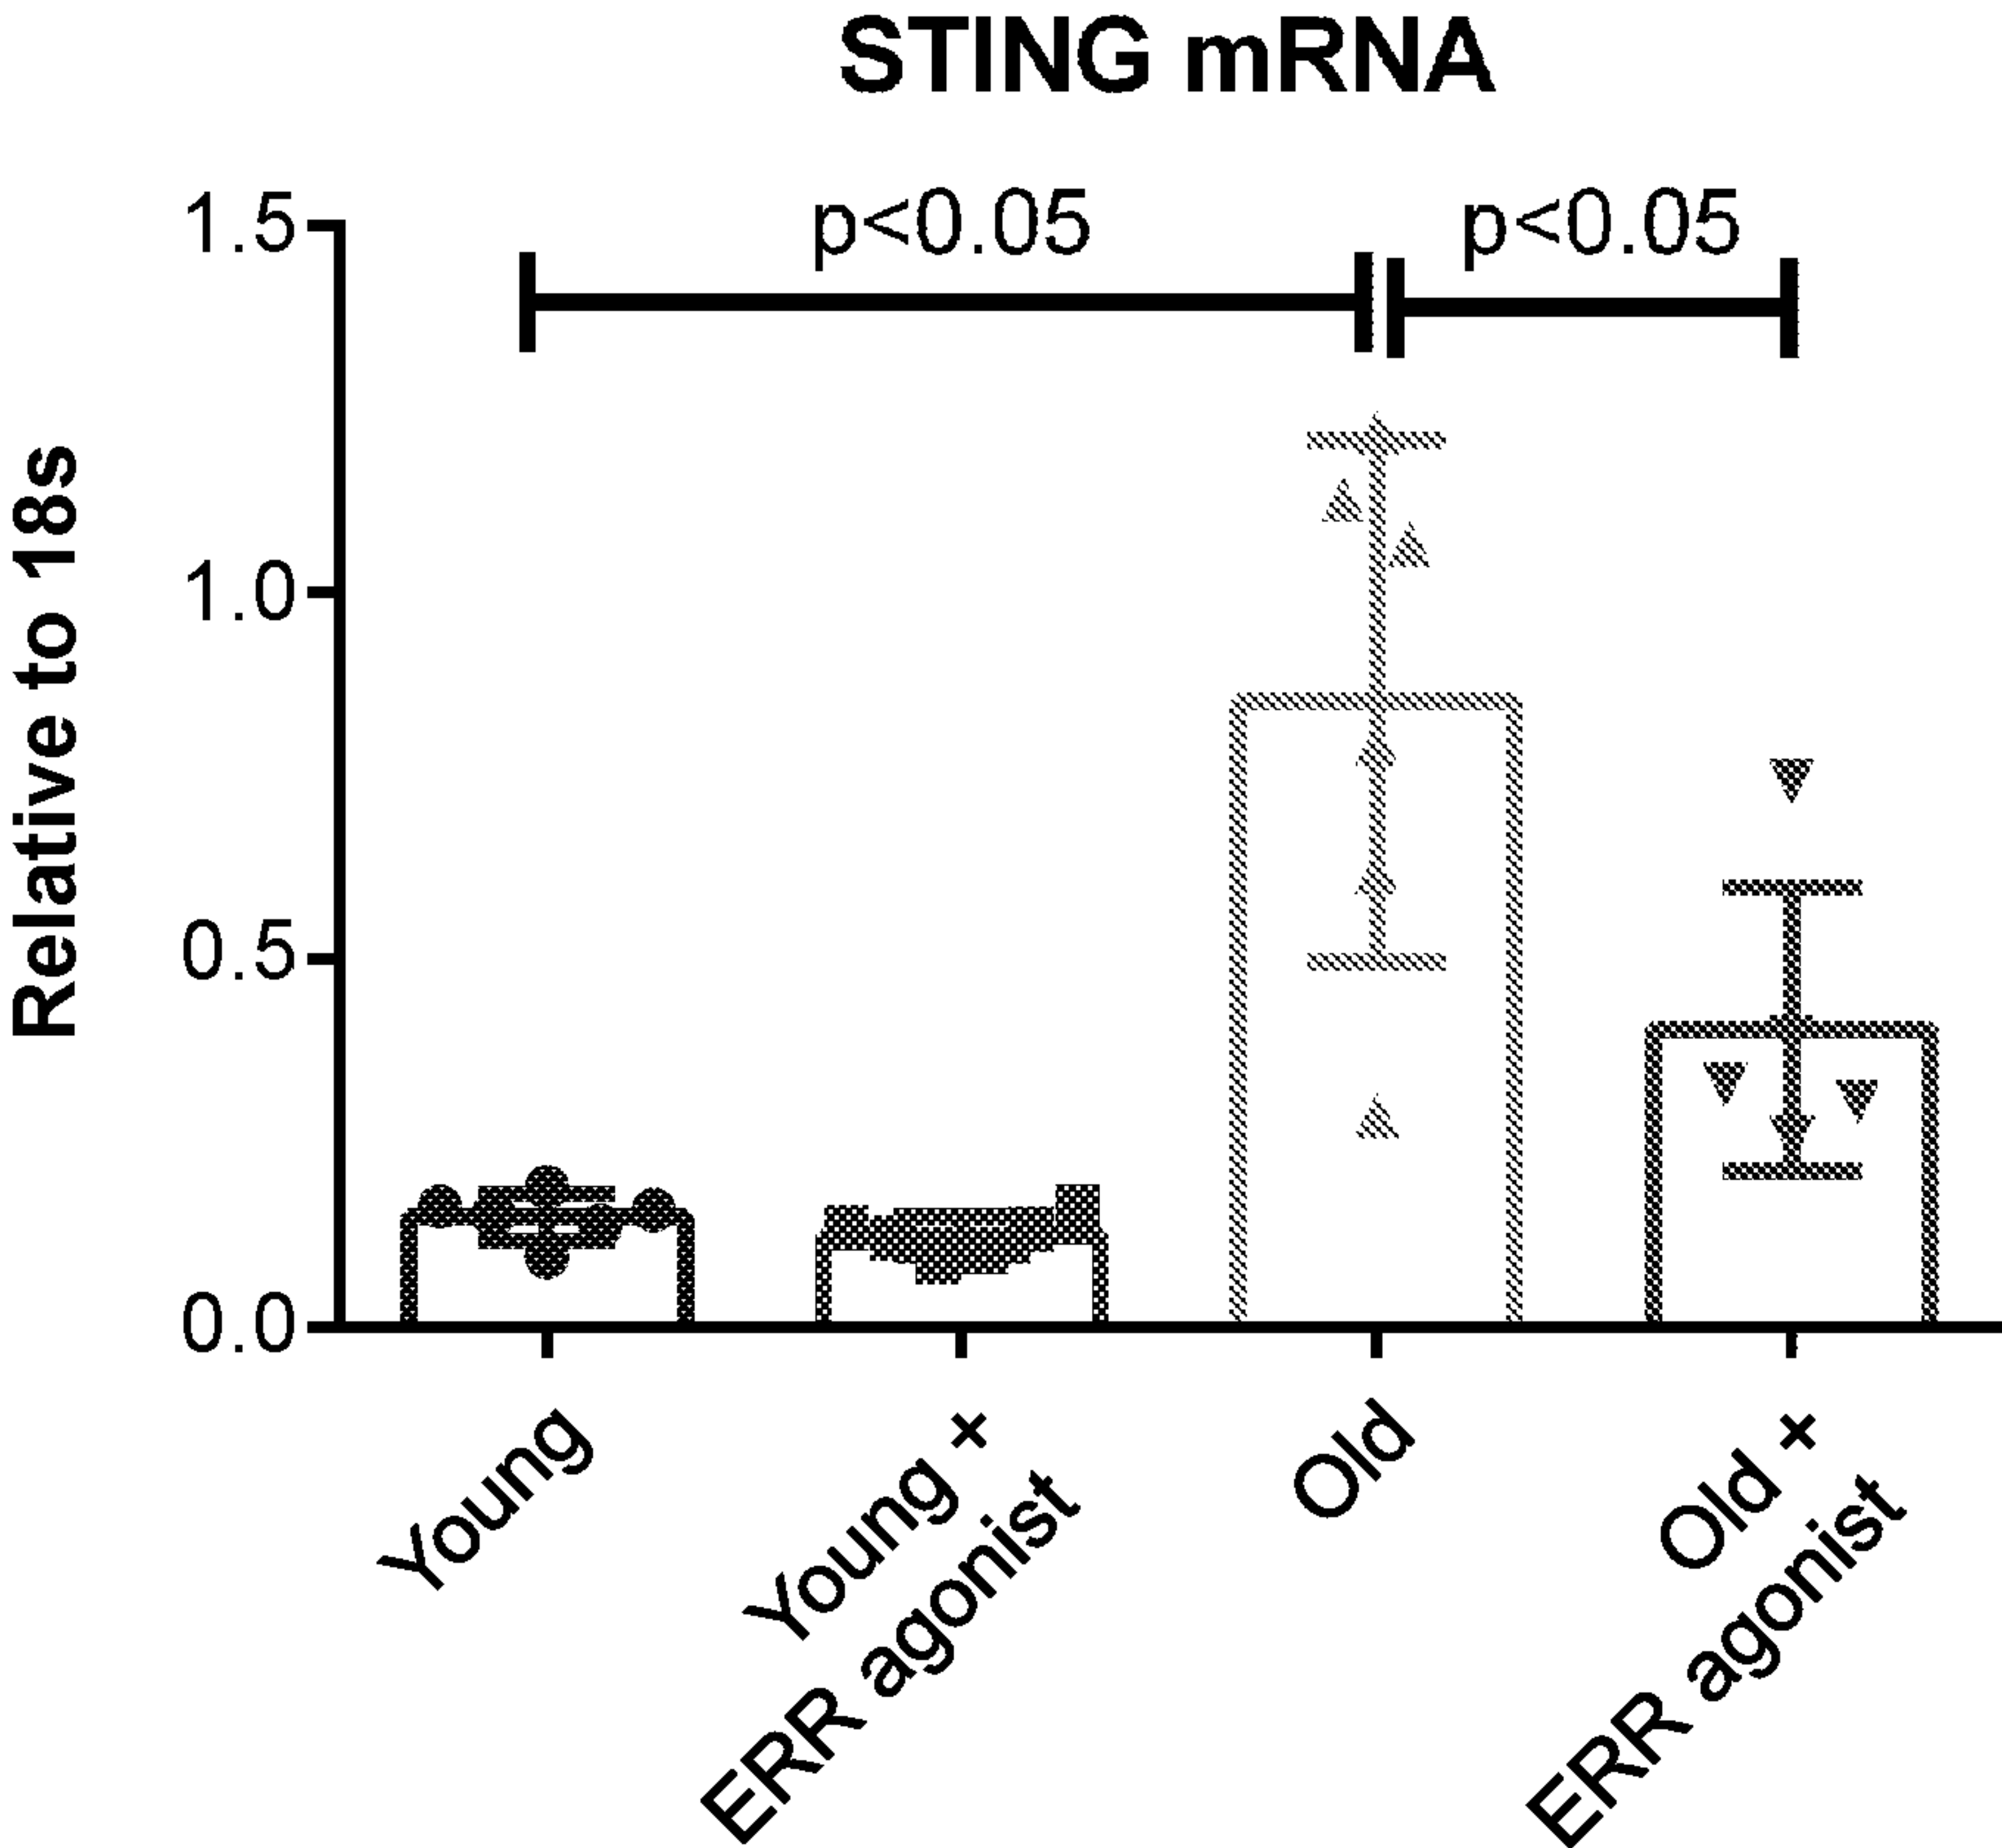 STING mRNA
p<0.05
p<0.05
Relative to 18s
1.5
1.0
0.5
0.0
Young
Young +
ERR agonist
Old
Old +
ERR agonist